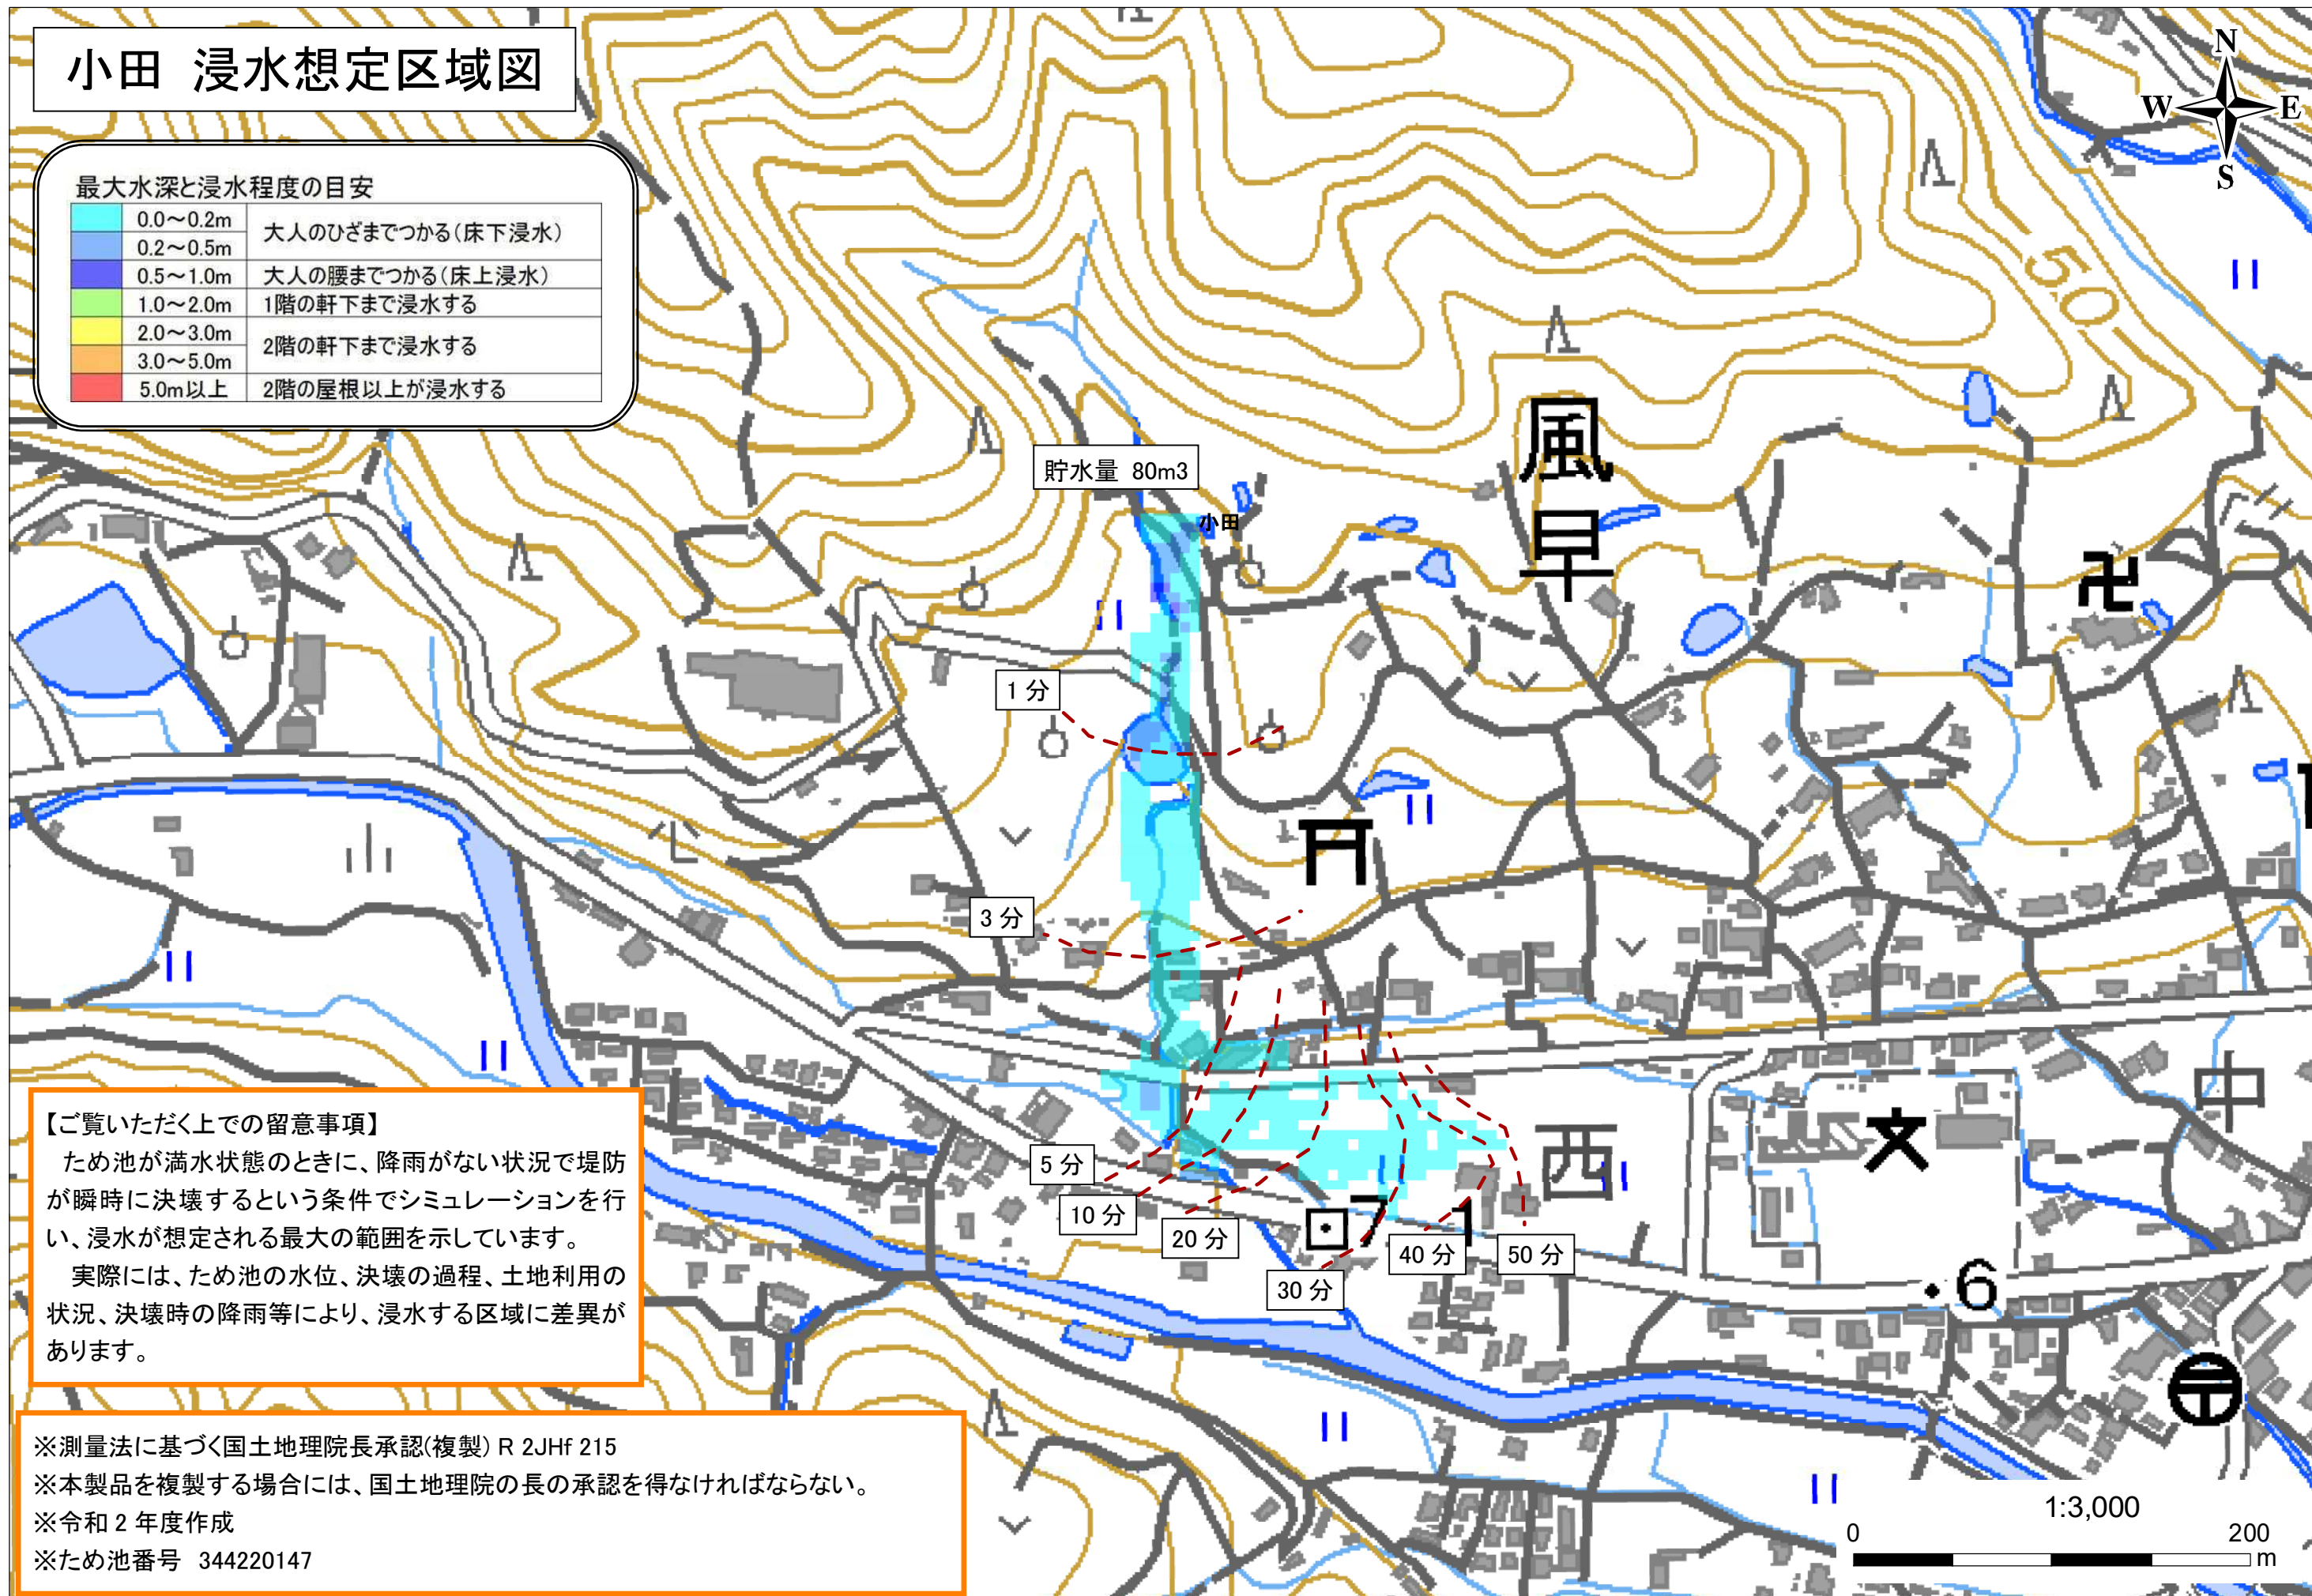 小田 浸水想定区域図
N
W E
S
最大水深と浸水程度の目安
0.0～0.2m
大人のひざまでつかる(床下浸水)
0.2～0.5m
0.5～1.0m 大人の腰までつかる(床上浸水)
1.0～2.0m 1階の軒下まで浸水する
2.0～3.0m
2階の軒下まで浸水する
3.0～5.0m
5.0m以上 2階の屋根以上が浸水する
50
貯水量 80m3
小田
風早
1 分
3 分
5 分
10 分
20 分
30 分
40 分
50 分
西
中
文
7 1
・6
【ご覧いただく上での留意事項】
ため池が満水状態のときに、降雨がない状況で堤防
が瞬時に決壊するという条件でシミュレーションを行
い、浸水が想定される最大の範囲を示しています。
実際には、ため池の水位、決壊の過程、土地利用の
状況、決壊時の降雨等により、浸水する区域に差異が
あります。
※測量法に基づく国土地理院長承認(複製) R 2JHf 215
※本製品を複製する場合には、国土地理院の長の承認を得なければならない。
※令和 2 年度作成
※ため池番号 344220147
1:3,000
0 200
m